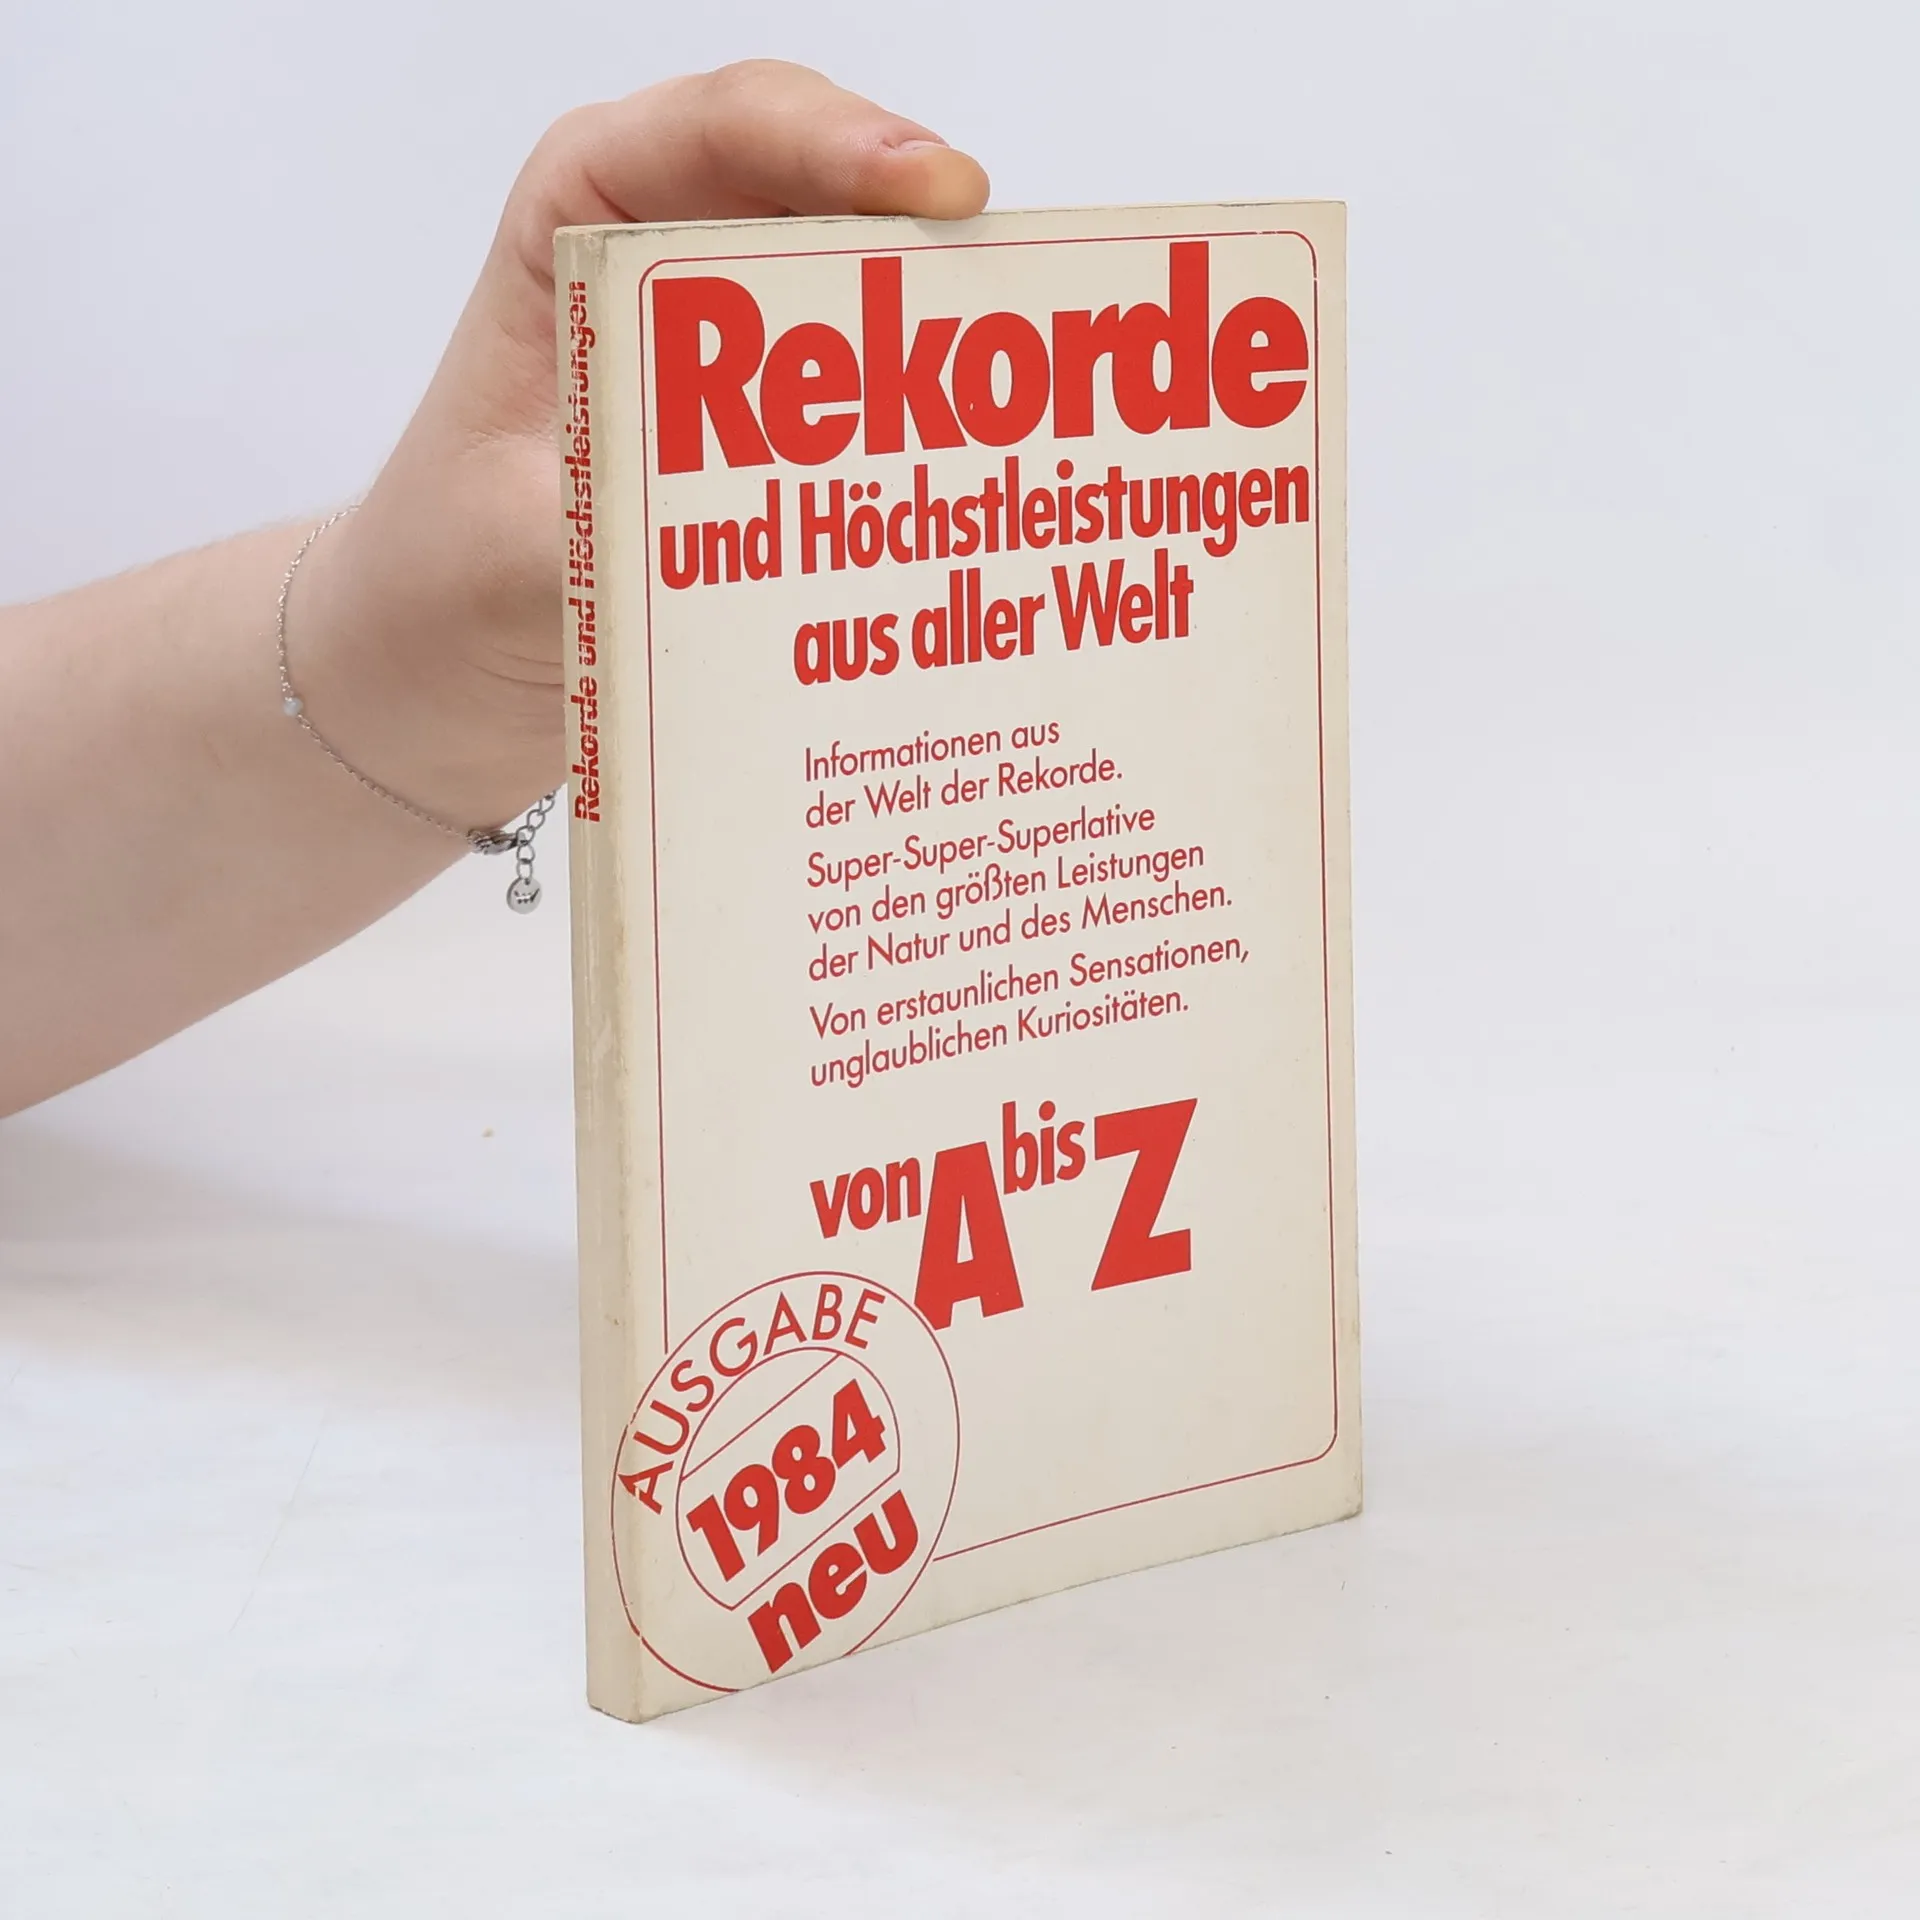 Rekorde und Höchstleistungen
Rekorde
und Höchstleistungen
aus aller Welt
Informationen aus
der Welt der Rekorde.
Super-Super-Superlative
von den größten Leistungen
der Natur und des Menschen.
Von erstaunlichen Sensationen,
unglaublichen Kuriositäten.
von A bis Z
AUSGABE
1984
neu